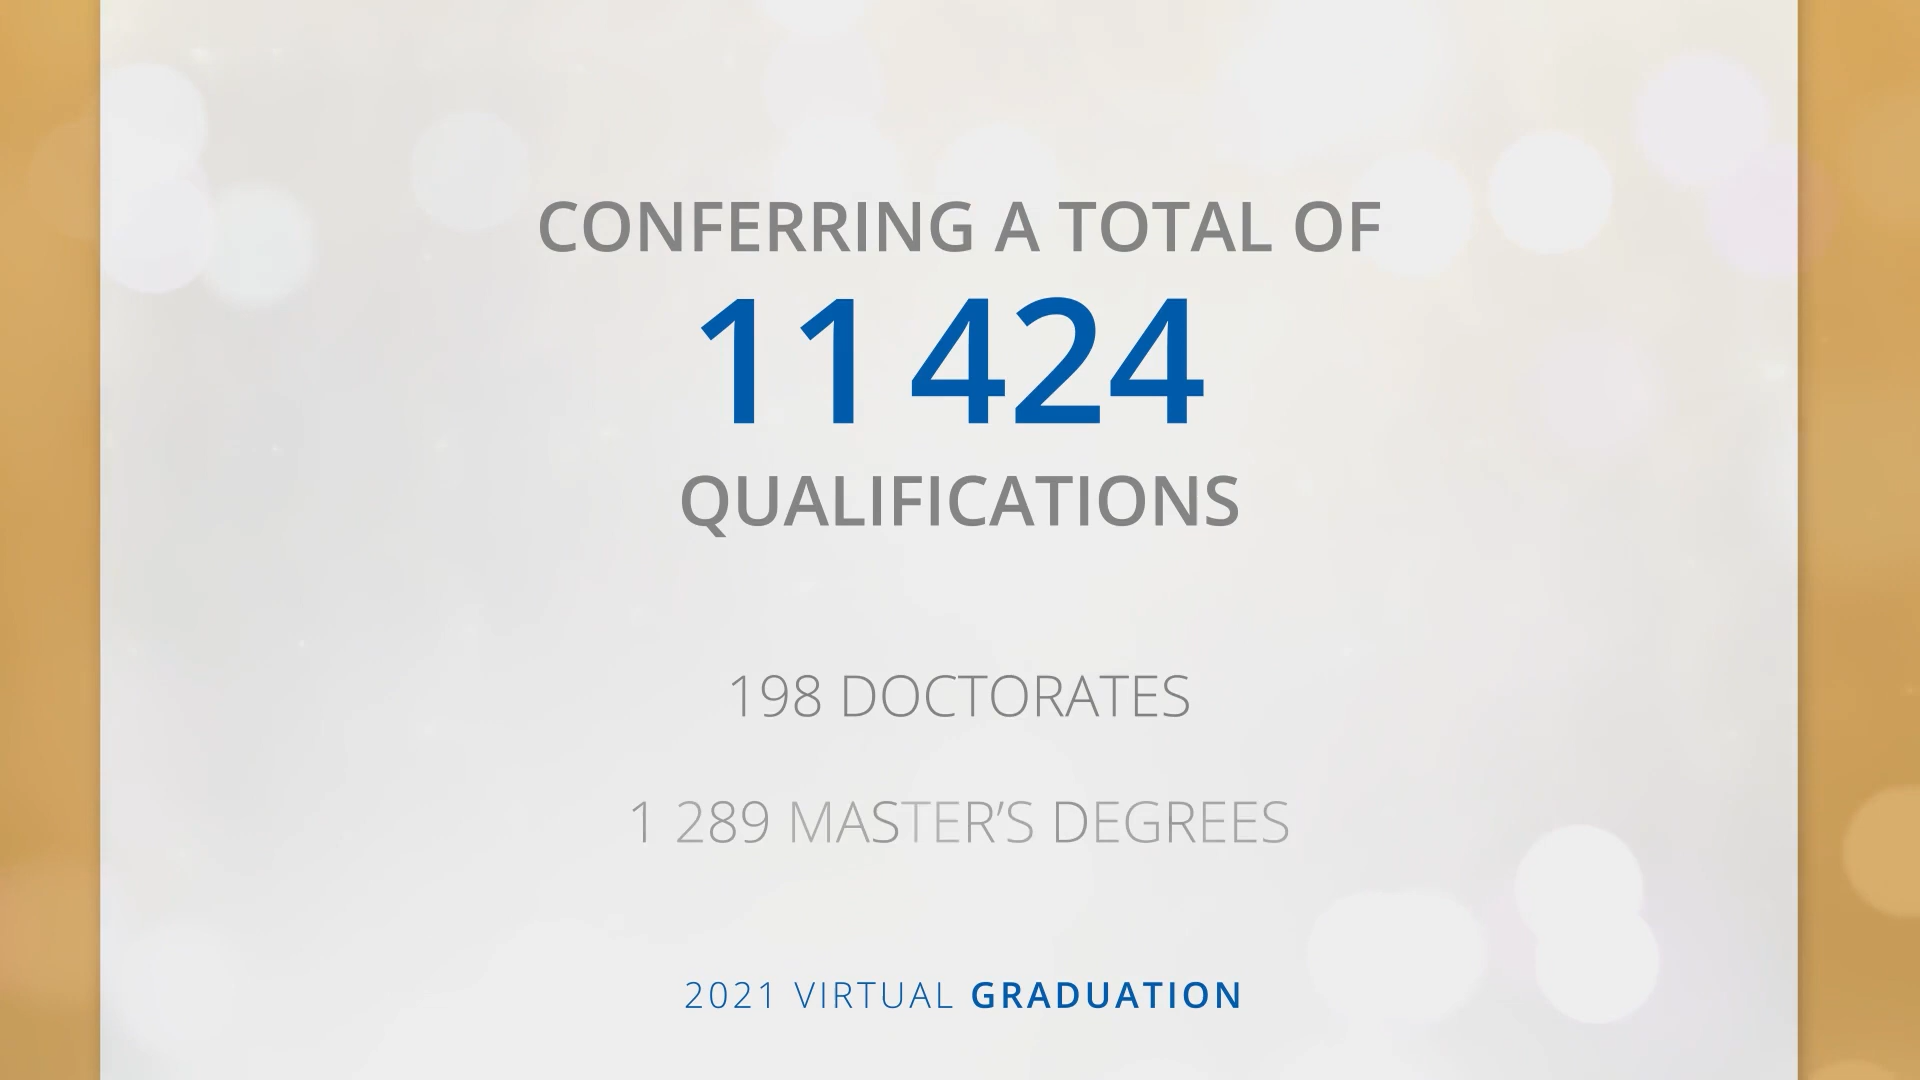 CONFERRING A TOTAL OF
11 424
QUALIFICATIONS
198 DOCTORATES
1 289 MASTER’S DEGREES
2021 VIRTUAL GRADUATION